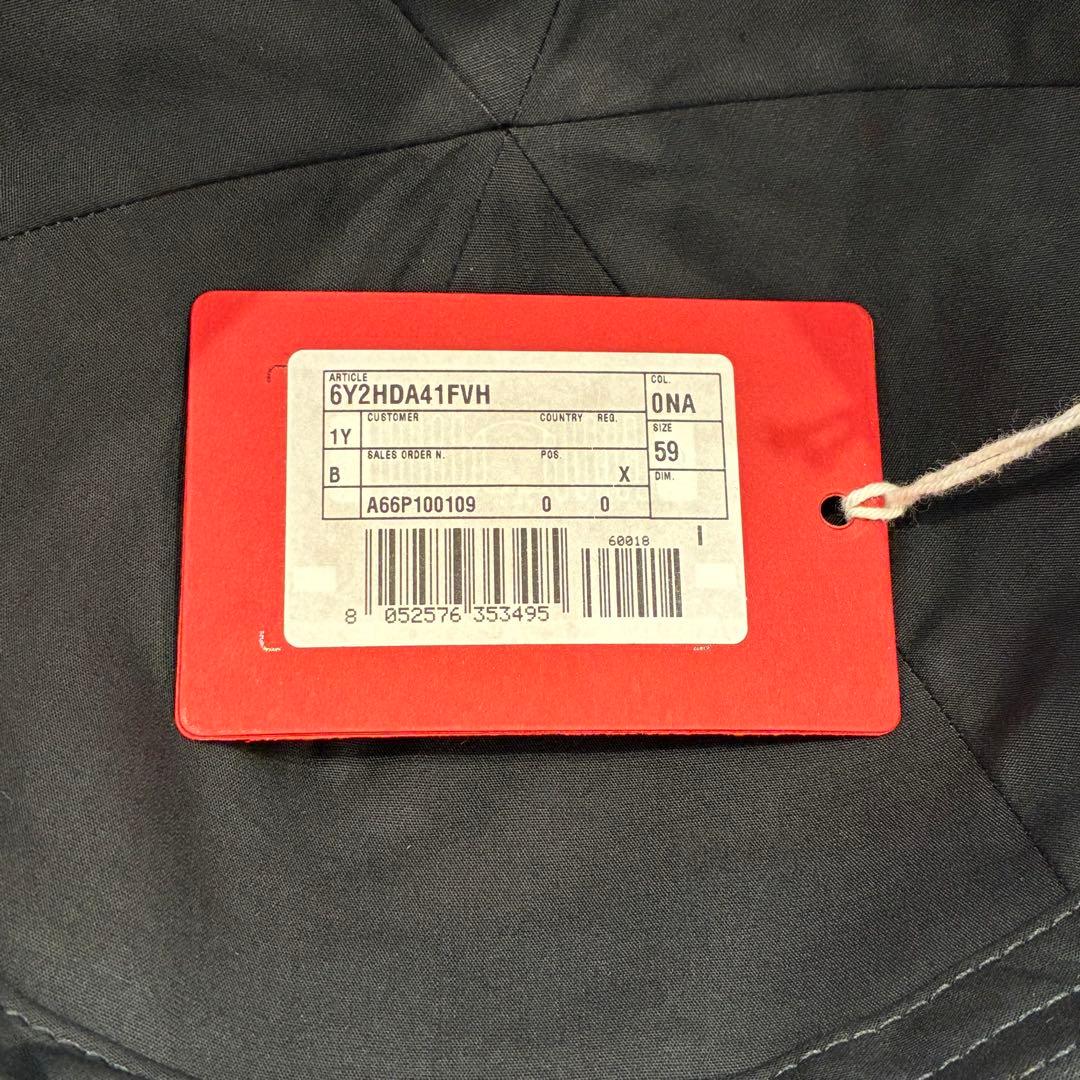 ARTICLE
6Y2HDA41FVH
COL.
0NA
CUSTOMER COUNTRY REG.
1Y
SIZE
59
SALES ORDER N. POS.
B X
DIM.
A66P100109 0 0
60018 I
8 052576 353495